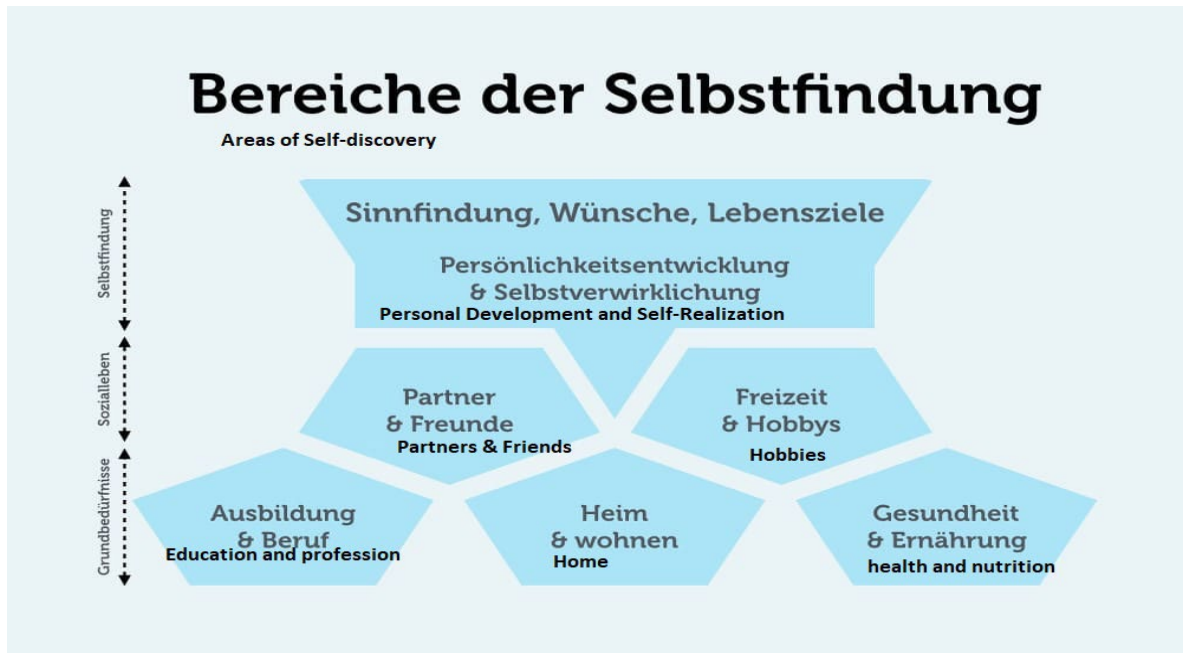 Bereiche der Selbstfindung
Areas of Self-discovery
Selbstfindung
Sinnfindung, Wünsche, Lebensziele
Persönlichkeitsentwicklung
& Selbstverwirklichung
Personal Development and Self-Realization
Sozialleben
Partner
& Freunde
Partners & Friends
Freizeit
& Hobbys
Hobbies
Grundbedürfnisse
Ausbildung
& Beruf
Education and profession
Heim
& wohnen
Home
Gesundheit
& Ernährung
health and nutrition